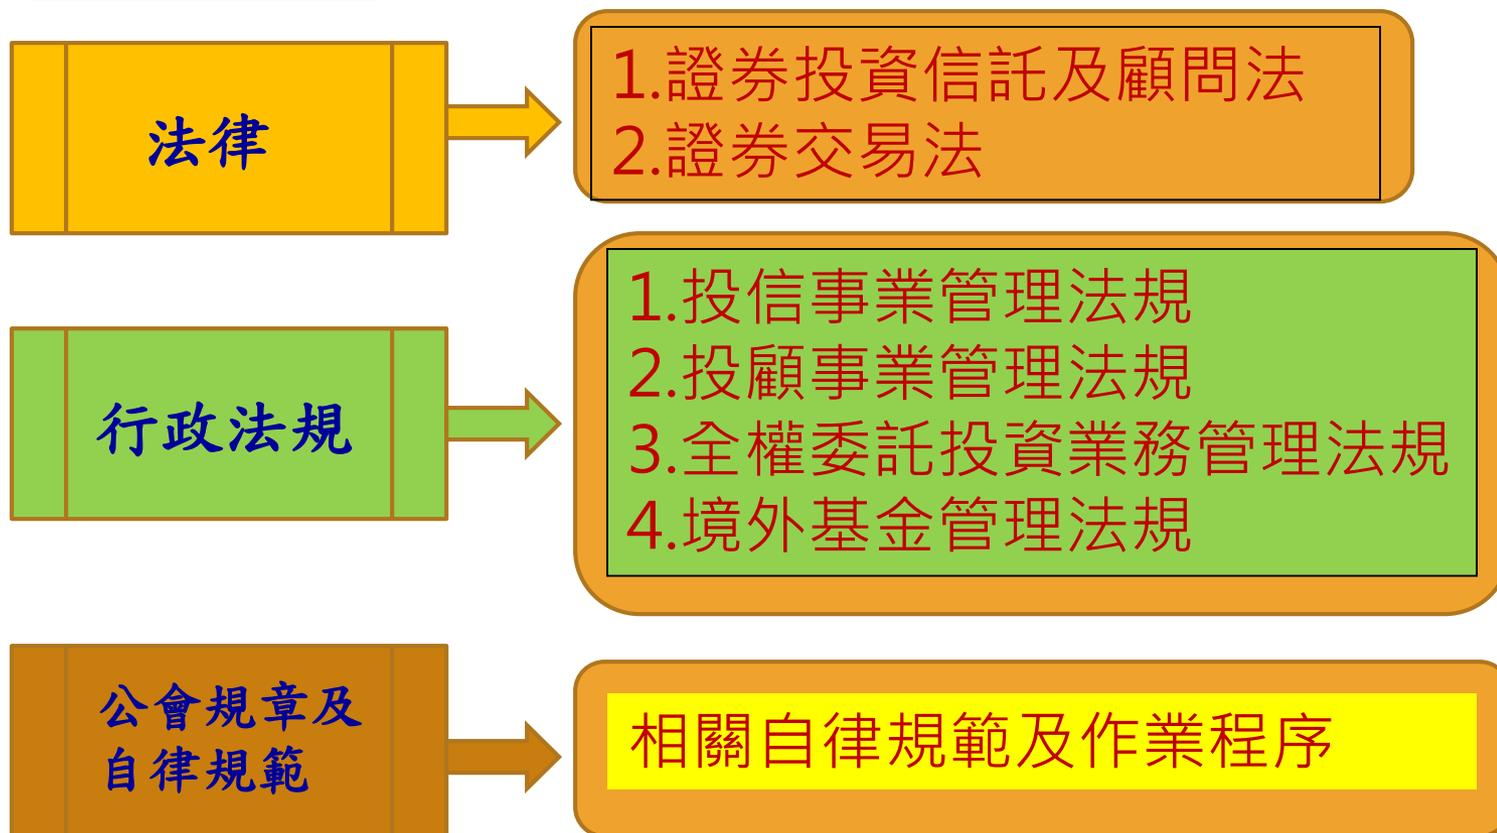 法律
1.證券投資信託及顧問法
2.證券交易法
行政法規
1.投信事業管理法規
2.投顧事業管理法規
3.全權委託投資業務管理法規
4.境外基金管理法規
公會規章及
自律規範
相關自律規範及作業程序